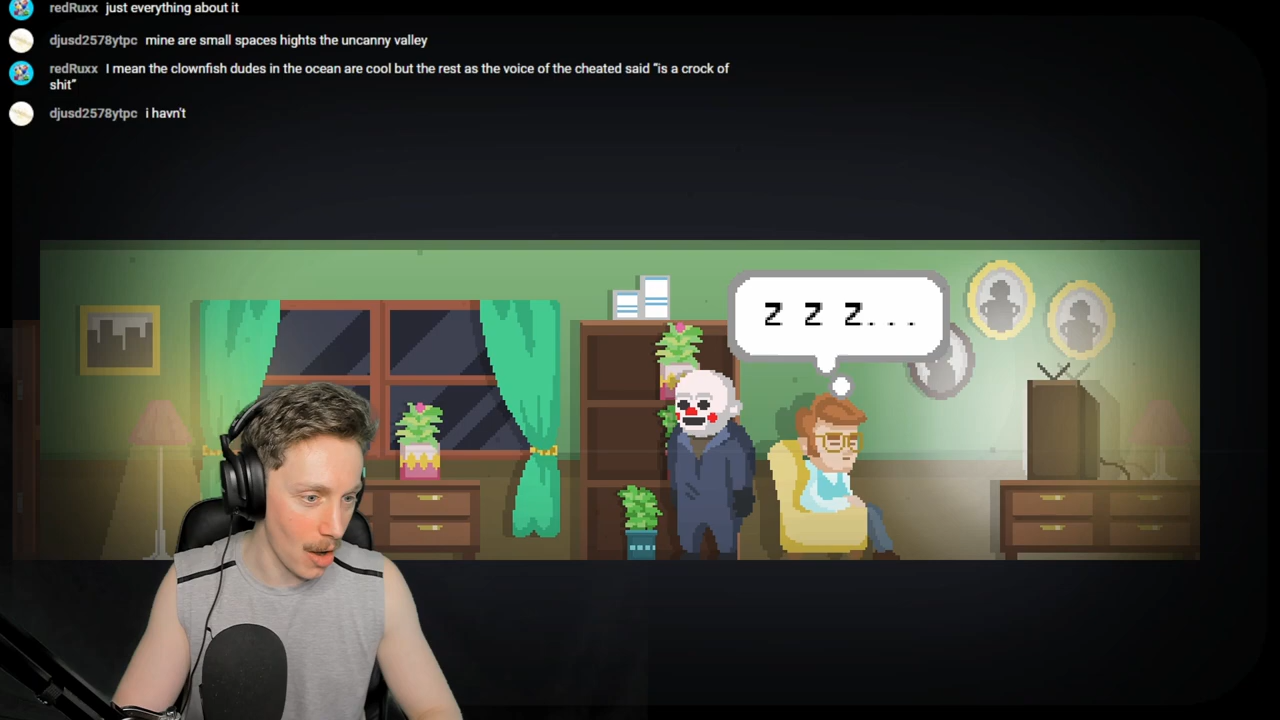 redRuxx just everything about it
djusd2578ytpc mine are small spaces hights the uncanny valley
redRuxx I mean the clownfish dudes in the ocean are cool but the rest as the voice of the cheated said “is a crock of
shit”
djusd2578ytpc i havn't
Z Z Z...